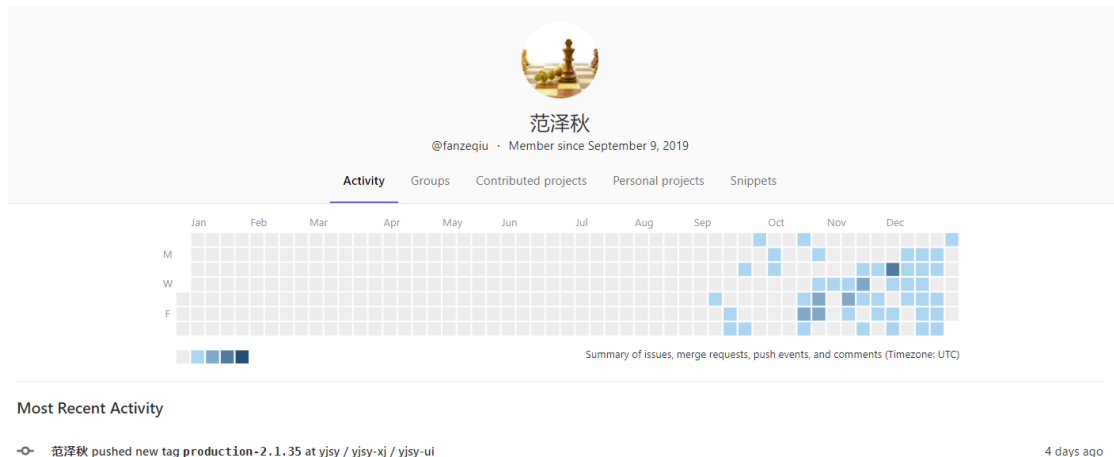 范泽秋
@fanzeqiu · Member since September 9, 2019
Activity Groups Contributed projects Personal projects Snippets
Jan Feb Mar Apr May Jun Jul Aug Sep Oct Nov Dec
M
W
F
Summary of issues, merge requests, push events, and comments (Timezone: UTC)
Most Recent Activity
范泽秋 pushed new tag production-2.1.35 at yjsy / yjsy-xj / yjsy-ui 4 days ago